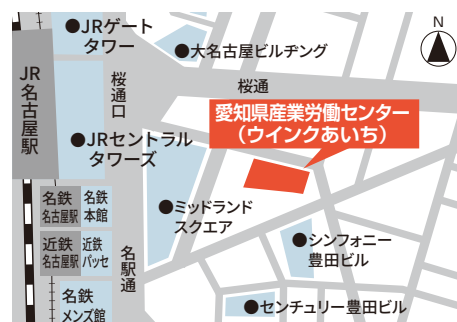 ●JRゲート
タワー
●大名古屋ビルヂング
N
JR名古屋駅
桜通口
桜通
愛知県産業労働センター
（ウインクあいち）
●JRセントラル
タワーズ
●ミッドランド
スクエア
名鉄
名古屋駅
名鉄
本館
近鉄
名古屋駅
近鉄
パッセ
名駅通
●シンフォニー
豊田ビル
名鉄
メンズ館
●センチュリー豊田ビル